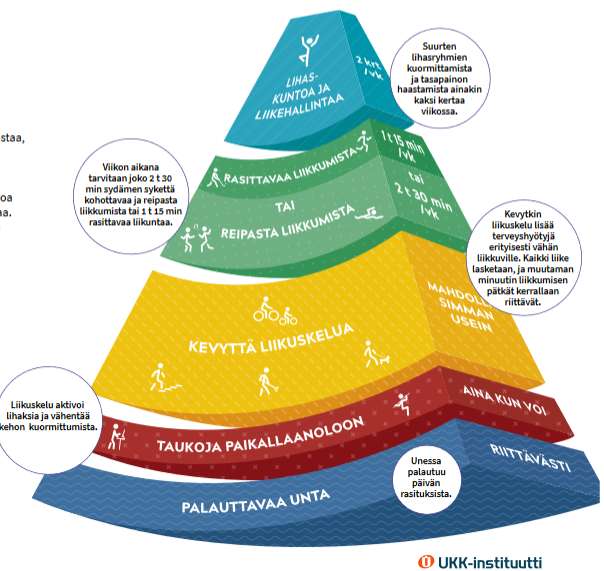 LIHAS-
KUNTOA JA
LIIKEHALLINTAA
2 krt
/vk
Suurten
lihasryhmien
kuormittamista
ja tasapainon
haastamista ainakin
kaksi kertaa
viikossa.
Viikon aikana
tarvitaan joko 2 t 30
min sydämen sykettä
kohottavaa ja reipasta
liikkumista tai 1 t 15 min
rasittavaa liikuntaa.
RASITTAVAA LIIKKUMISTA
TAI
REIPASTA LIIKKUMISTA
1 t 15 min
/vk
tai
2 t 30 min
/vk
Kevytkin
liikuskelu lisää
terveyshyötyjä
erityisesti vähän
liikkuville. Kaikki liike
lasketaan, ja muutaman
minuutin liikkumisen
pätkät kerrallaan
riittävät.
KEVYTTÄ LIIKUSKELUA
SIMMAN
USEIN
Liikuskelu aktivoi
lihaksia ja vähentää
kehon kuormittumista.
TAUKOJA PAIKALLAANOLOON
AINA KUN VOI
Unessa
palautuu
päivän
rasituksista.
PALAUTTAVAA UNTA
RIITTÄVÄSTI
UKK-instituutti